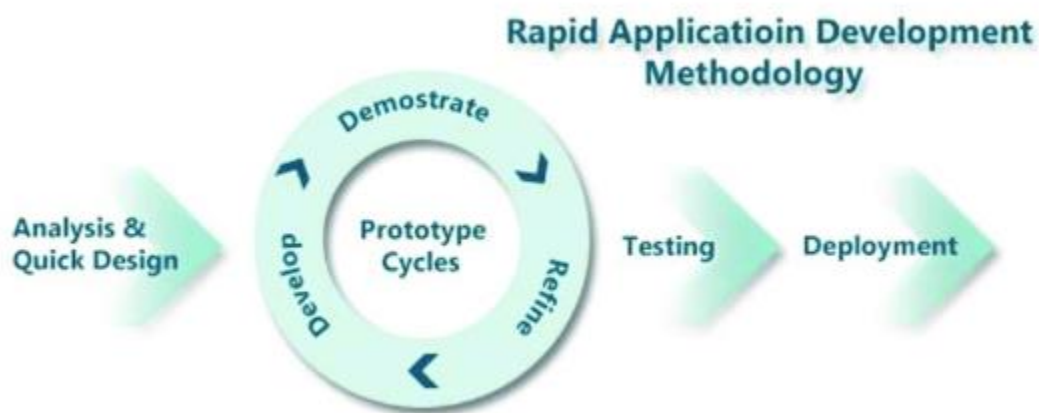 Rapid Applicatioin Development
Methodology
Analysis &
Quick Design
Demostrate
Develop
Refine
Prototype
Cycles
Testing
Deployment